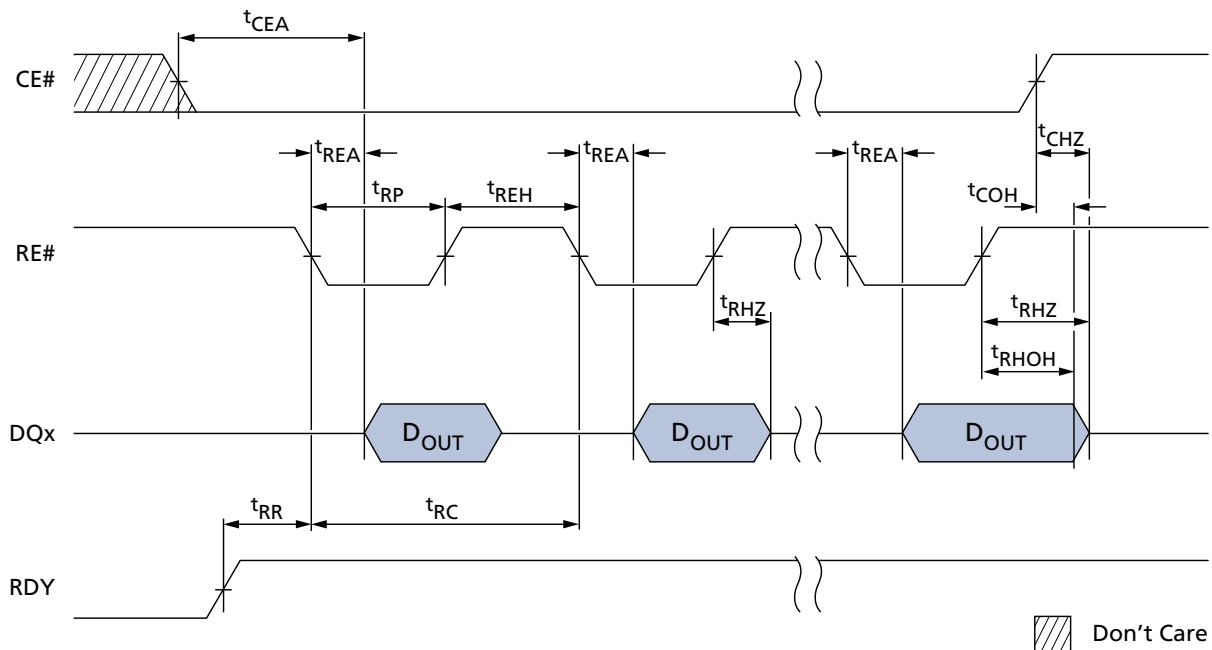 tCEA
CE#
tREA
tREA
tREA
tCHZ
tRP
tREH
tCOH
RE#
tRHZ
tRHZ
tRHOH
DQx
DOUT
DOUT
DOUT
tRR
tRC
RDY
Don't Care